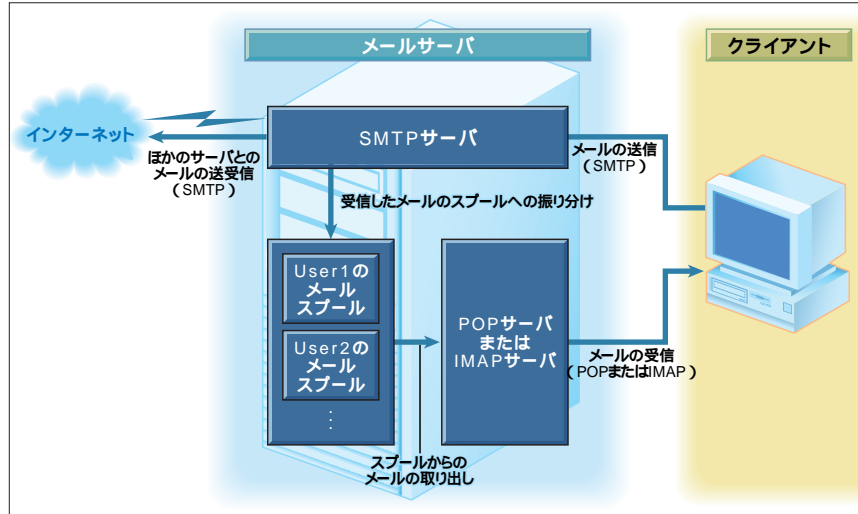 メールサーバ
クライアント
インターネット
SMTPサーバ
ほかのサーバとの
メールの送受信
(SMTP)
メールの送信
(SMTP)
受信したメールのスプールへの振り分け
User1の
メール
スプール
User2の
メール
スプール
⋮
POPサーバ
または
IMAPサーバ
メールの受信
(POPまたはIMAP)
スプールからの
メールの取り出し